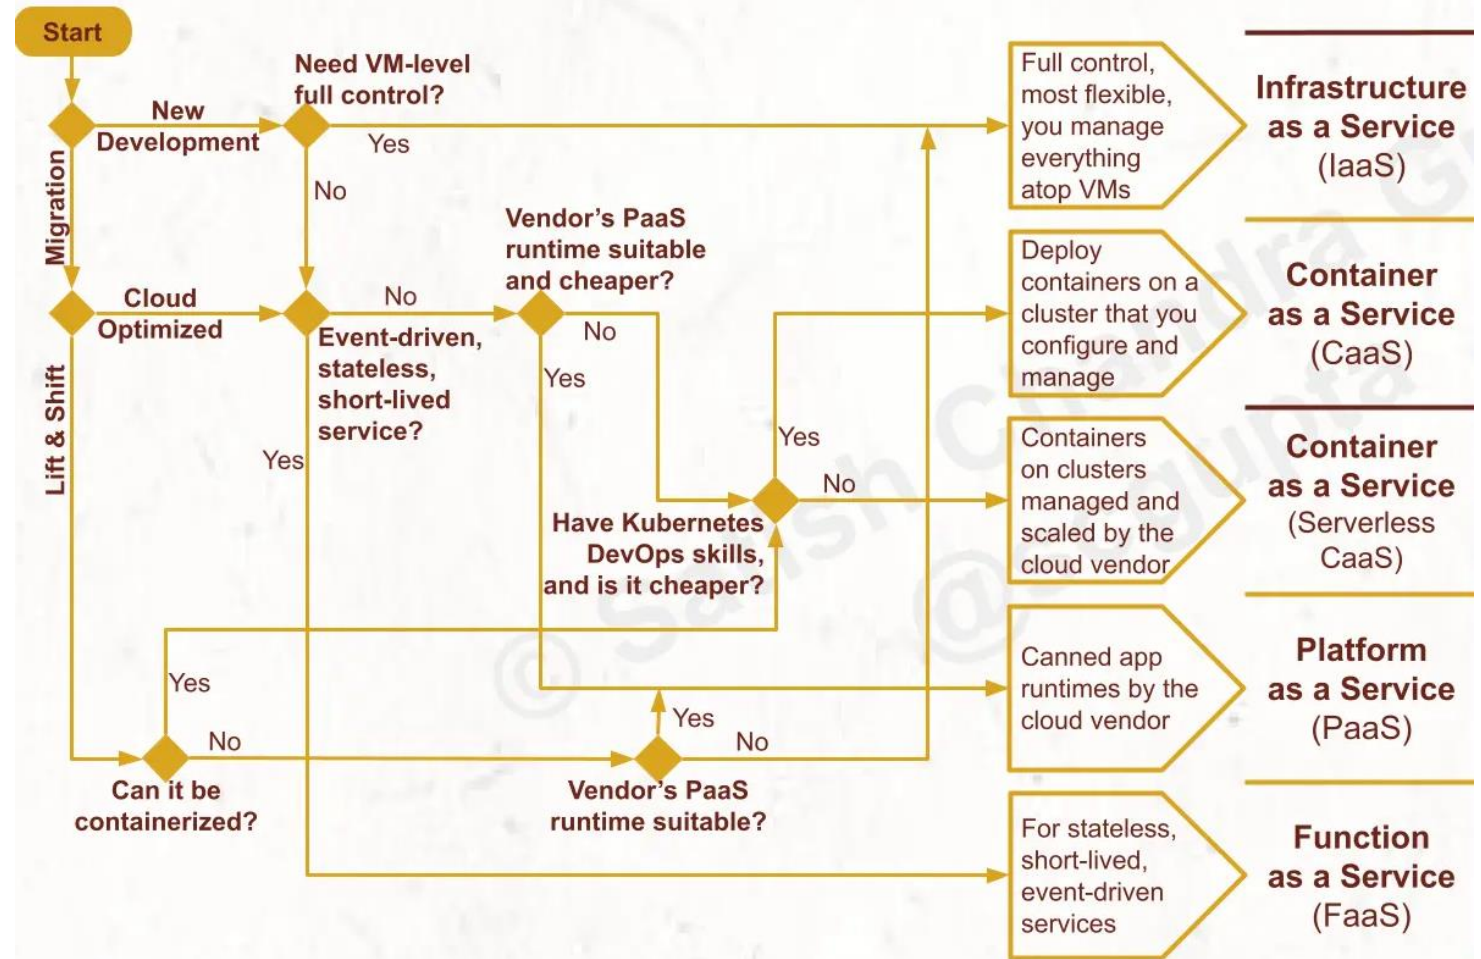 Start
New
Development
Migration
Need VM-level
full control?
Yes
No
Cloud
Optimized
Lift & Shift
Event-driven,
stateless,
short-lived
service?
No
Yes
Vendor's PaaS
runtime suitable
and cheaper?
No
Yes
Have Kubernetes
DevOps skills,
and is it cheaper?
Yes
No
Can it be
containerized?
Yes
No
Vendor's PaaS
runtime suitable?
Yes
No
Full control,
most flexible,
you manage
everything
atop VMs
Infrastructure
as a Service
(IaaS)
Deploy
containers on a
cluster that you
configure and
manage
Container
as a Service
(CaaS)
Containers
on clusters
managed and
scaled by the
cloud vendor
Container
as a Service
(Serverless
CaaS)
Canned app
runtimes by the
cloud vendor
Platform
as a Service
(PaaS)
For stateless,
short-lived,
event-driven
services
Function
as a Service
(FaaS)
© Satish Chandra
@scgupta